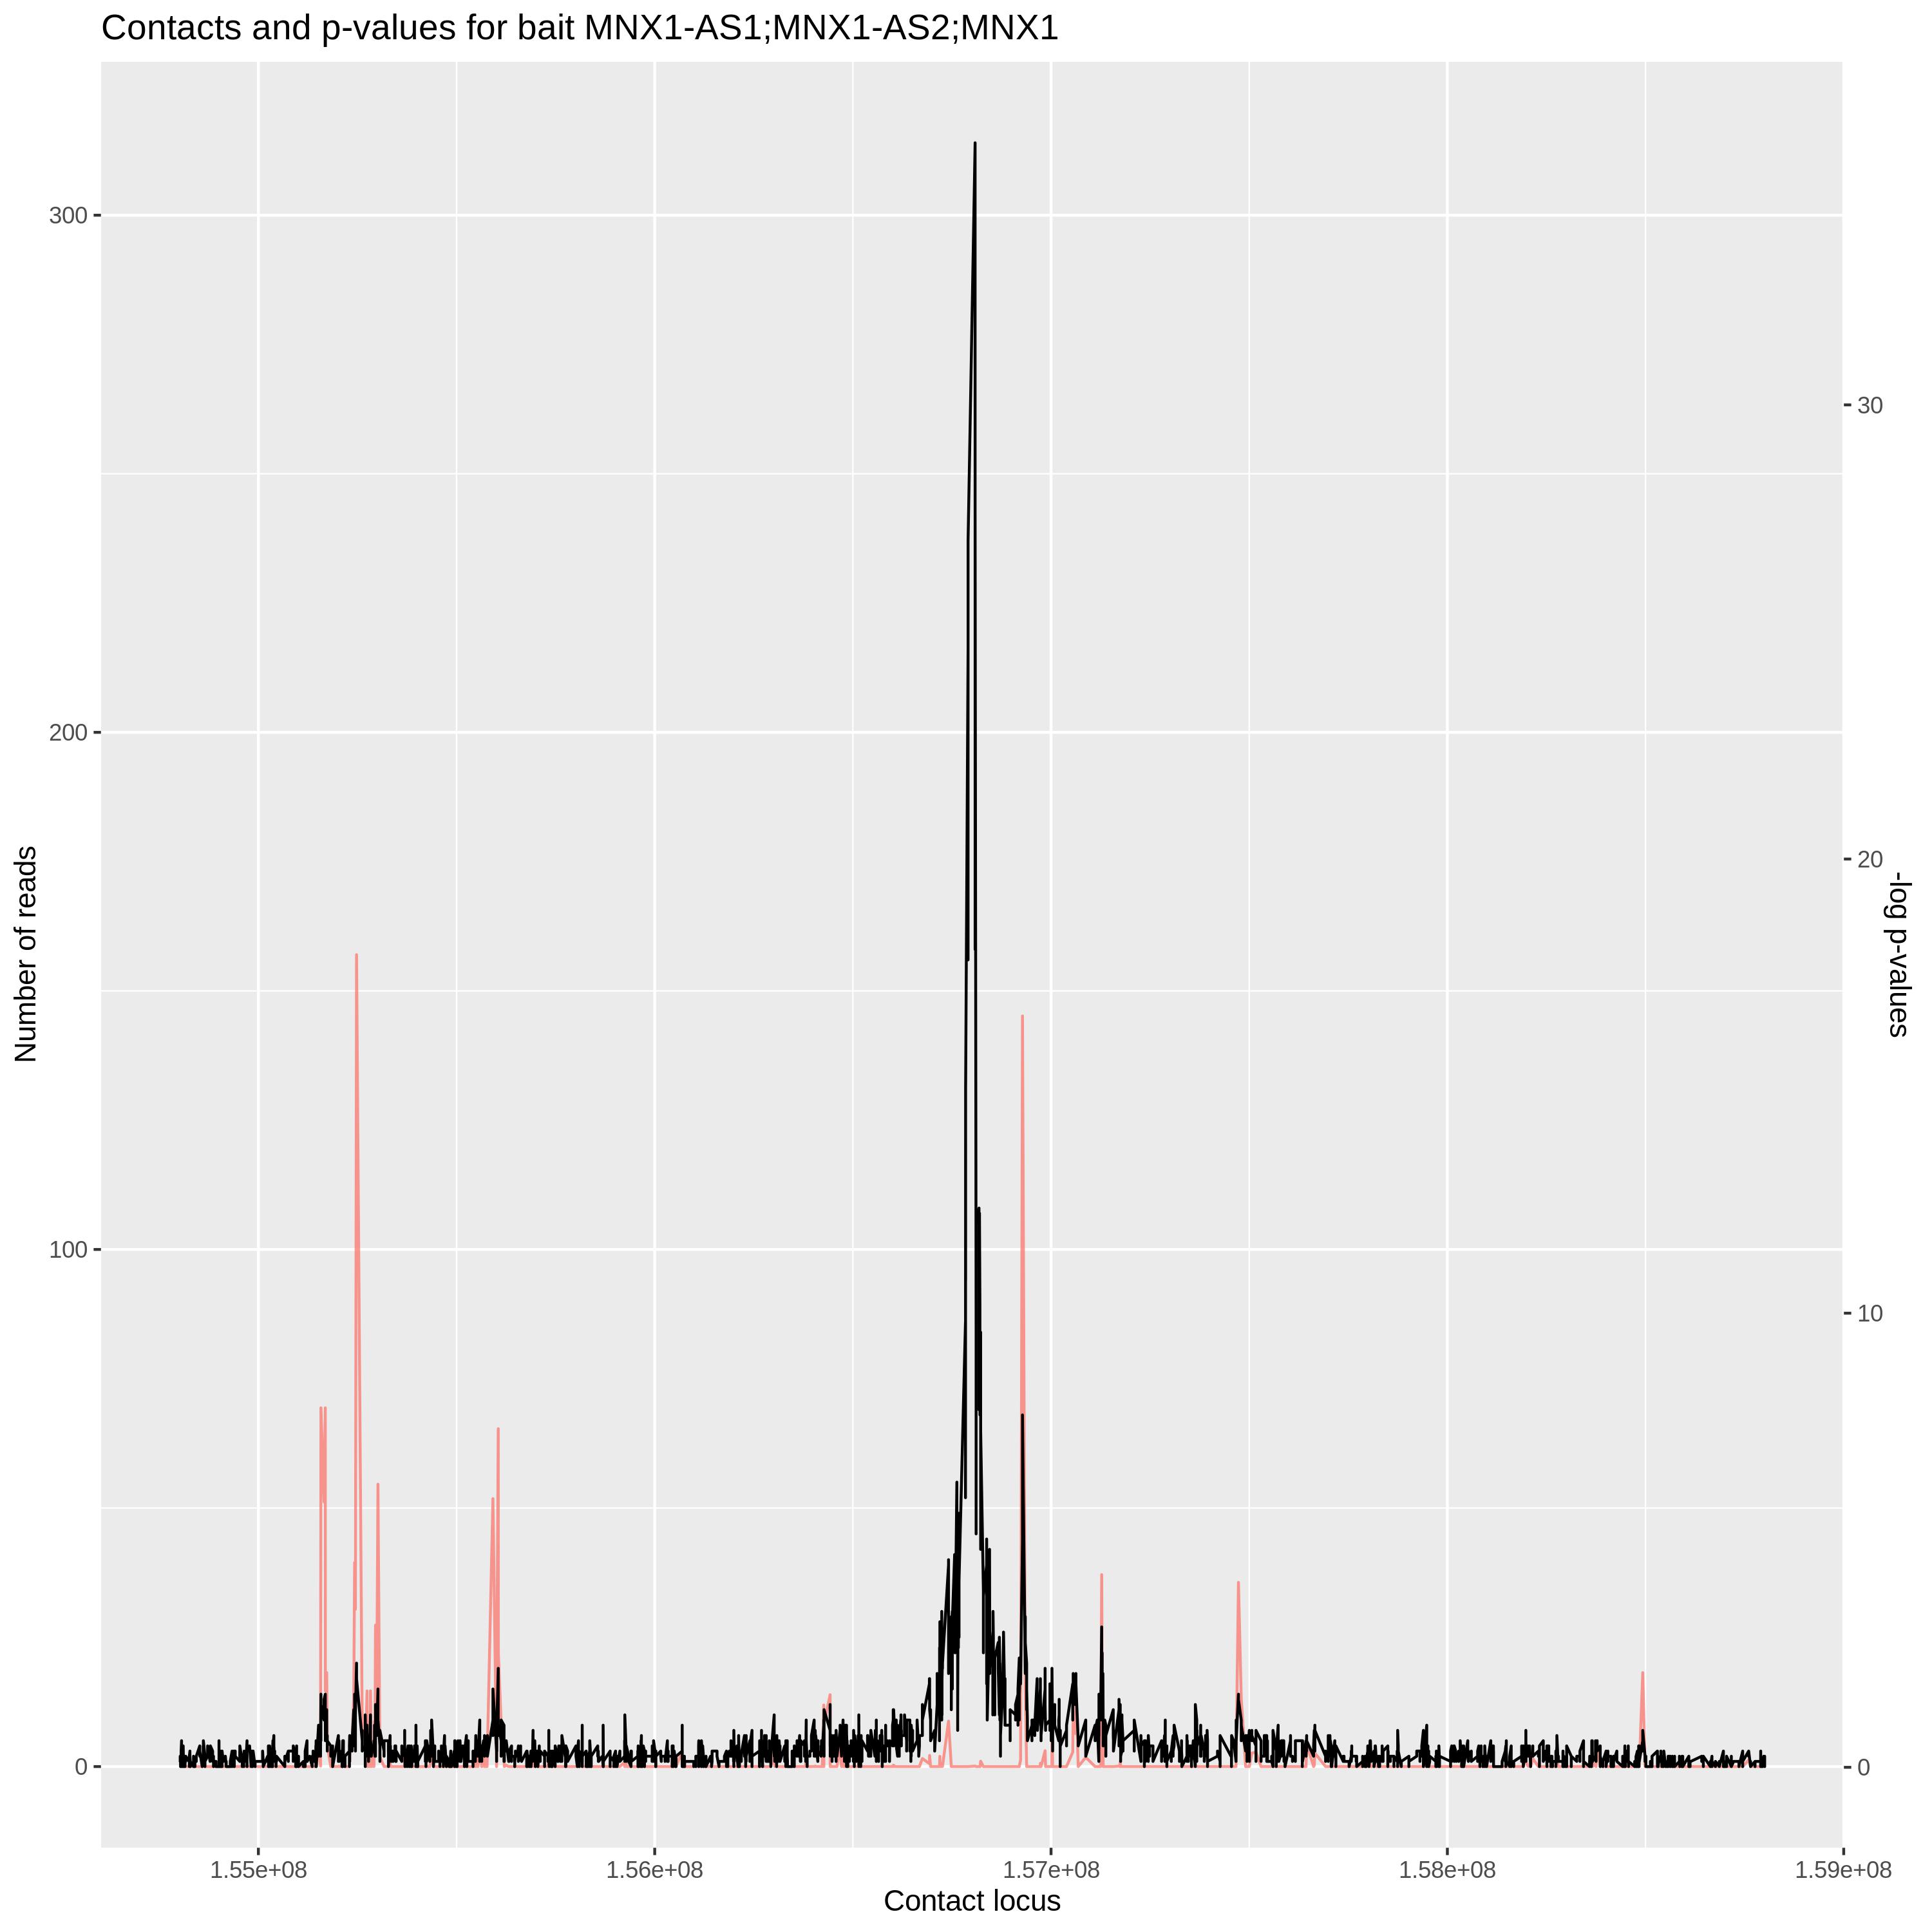 Contacts and p-values for bait MNX1-AS1;MNX1-AS2;MNX1
300
200
100
0
Number of reads
30
20
10
0
-log p-values
1.55e+08
1.56e+08
1.57e+08
1.58e+08
1.59e+08
Contact locus